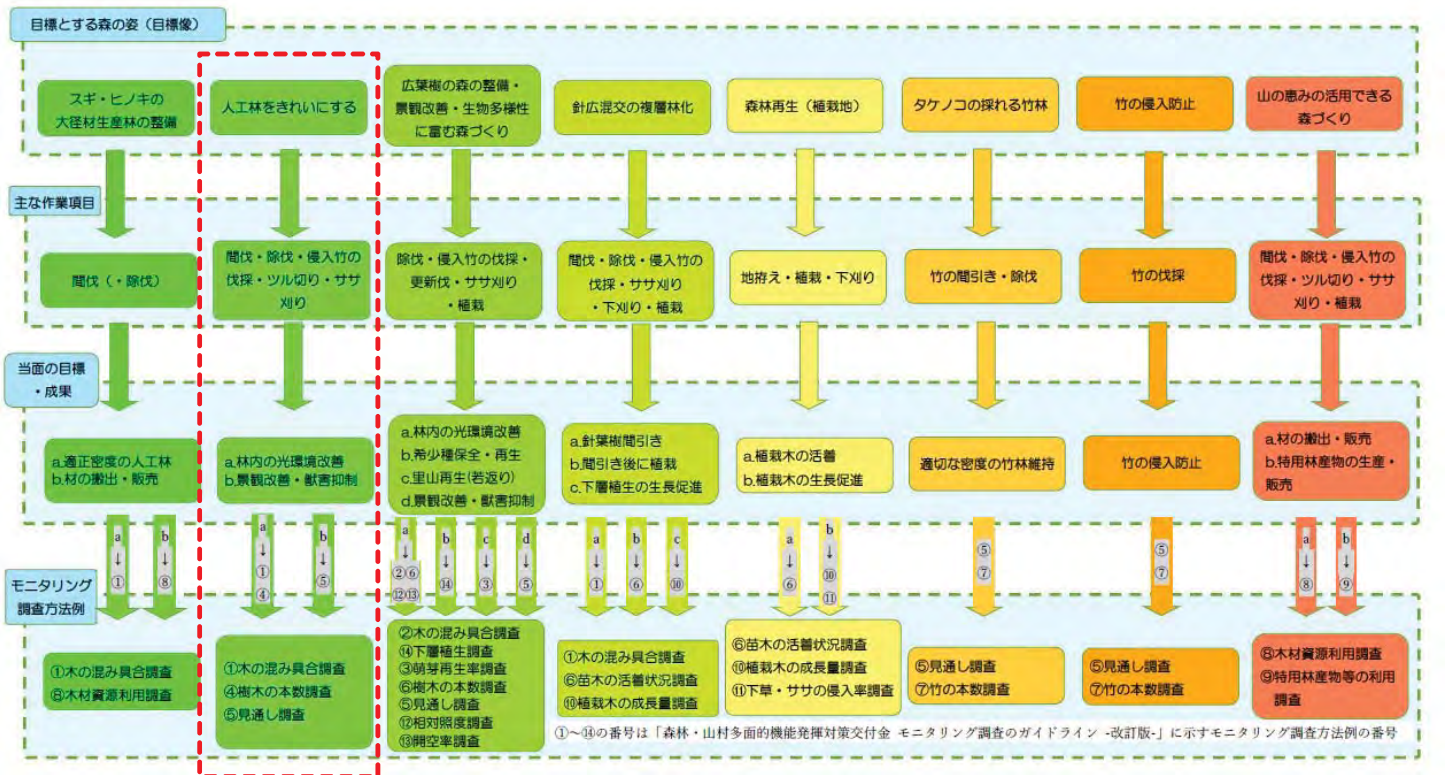 目標とする森の姿（目標像）
スギ・ヒノキの
大径材生産林の整備
人工林をきれいにする
広葉樹の森の整備・
景観改善・生物多様性
に富む森づくり
針広混交の複層林化
森林再生（植栽地）
タケノコの採れる竹林
竹の侵入防止
山の恵みの活用できる
森づくり
主な作業項目
間伐（・除伐）
間伐・除伐・侵入竹の
伐採・ツル切り・ササ
刈り
除伐・侵入竹の伐採・
更新伐・ササ刈り
・植栽
間伐・除伐・侵入竹の
伐採・ササ刈り
・下刈り・植栽
地拵え・植栽・下刈り
竹の間引き・除伐
竹の伐採
間伐・除伐・侵入竹の
伐採・ツル切り・ササ
刈り・植栽
当面の目標
・成果
a.適正密度の人工林
b.材の搬出・販売
a.林内の光環境改善
b.景観改善・獣害抑制
a.林内の光環境改善
b.希少種保全・再生
c.里山再生(若返り)
d.景観改善・獣害抑制
a.針葉樹間引き
b.間引き後に植栽
c.下層植生の生長促進
a.植栽木の活着
b.植栽木の生長促進
適切な密度の竹林維持
竹の侵入防止
a.材の搬出・販売
b.特用林産物の生産・
販売
a
↓
①
b
↓
⑧
a
↓
①
④
b
↓
⑤
a
↓
②⑥
⑫⑬
b
↓
⑭
c
↓
③
d
↓
⑤
a
↓
①
b
↓
⑥
c
↓
⑩
a
↓
⑥
b
↓
⑩
⑪
⑤
⑦
⑤
⑦
a
↓
⑧
b
↓
⑨
モニタリング
調査方法例
①木の混み具合調査
⑧木材資源利用調査
①木の混み具合調査
④樹木の本数調査
⑤見通し調査
②木の混み具合調査
⑭下層植生調査
③萌芽再生率調査
⑥樹木の本数調査
⑤見通し調査
⑫相対照度調査
⑬開空率調査
①木の混み具合調査
⑥苗木の活着状況調査
⑩植栽木の成長量調査
⑥苗木の活着状況調査
⑩植栽木の成長量調査
⑪下草・ササの侵入率調査
⑤見通し調査
⑦竹の本数調査
⑤見通し調査
⑦竹の本数調査
⑧木材資源利用調査
⑨特用林産物等の利用
調査
①～⑭の番号は「森林・山村多面的機能発揮対策交付金 モニタリング調査のガイドライン -改訂版-」に示すモニタリング調査方法例の番号